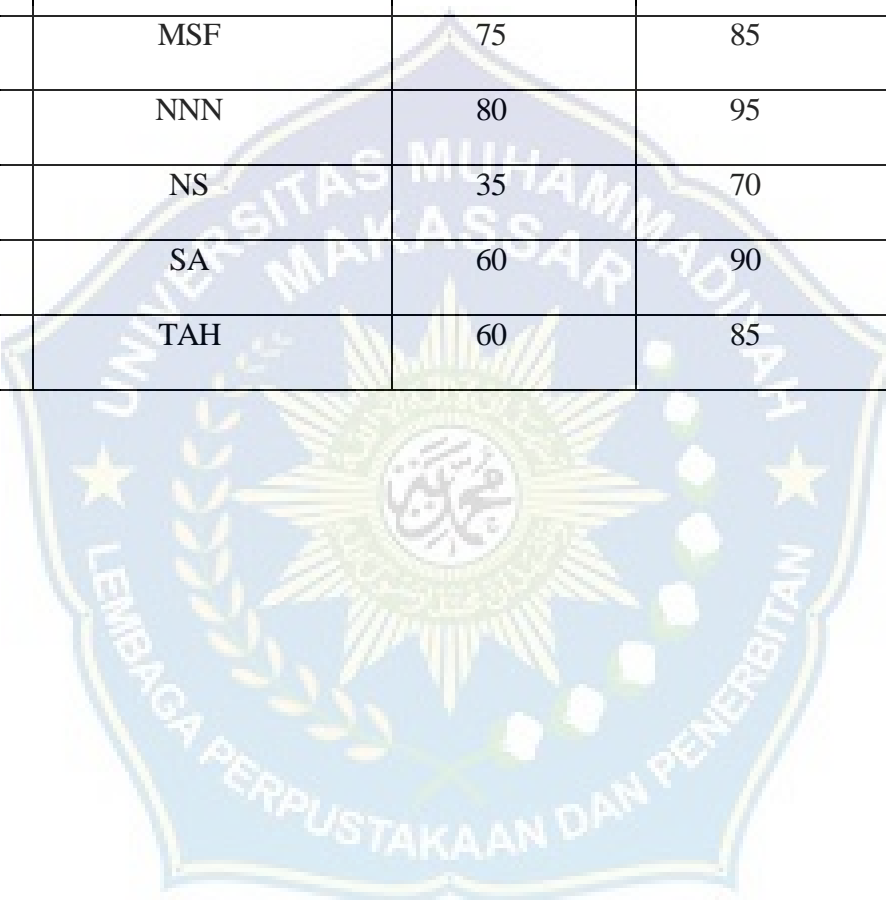 MSF 75 85
NNN 80 95
NS 35 70
SA 60 90
TAH 60 85
UNIVERSITAS MUHAMMADIYAH
MAKASSAR
LEMBAGA PERPUSTAKAAN DAN PENERBITAN
محمدية